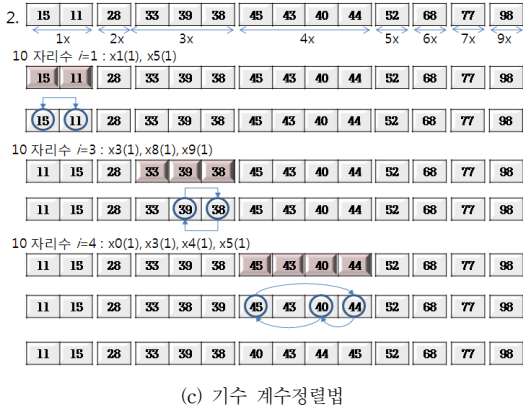 2. 15 11 28 33 39 38 45 43 40 44 52 68 77 98
1x 2x 3x 4x 5x 6x 7x 9x
10 자리수 i=1 : x1(1), x5(1)
15 11 28 33 39 38 45 43 40 44 52 68 77 98
15 11 28 33 39 38 45 43 40 44 52 68 77 98
10 자리수 i=3 : x3(1), x8(1), x9(1)
11 15 28 33 39 38 45 43 40 44 52 68 77 98
11 15 28 33 39 38 45 43 40 44 52 68 77 98
10 자리수 i=4 : x0(1), x3(1), x4(1), x5(1)
11 15 28 33 38 39 45 43 40 44 52 68 77 98
11 15 28 33 38 39 45 43 40 44 52 68 77 98
11 15 28 33 38 39 40 43 44 45 52 68 77 98
(c) 기수 계수정렬법